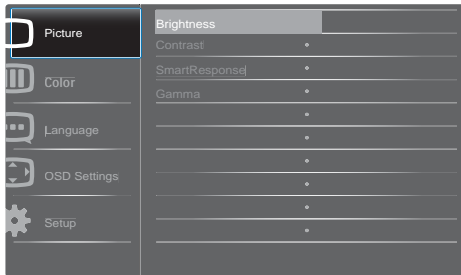 Picture
Color
Language
OSD Settings
Setup
Brightness
Contrast
SmartResponse
Gamma